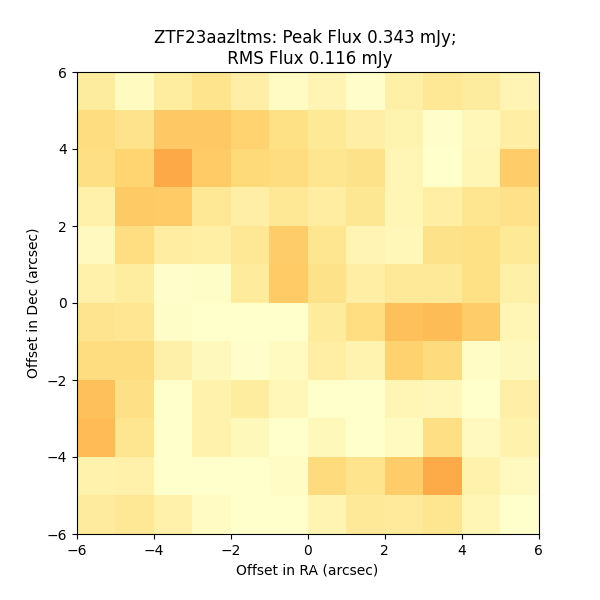 ZTF23aazltms: Peak Flux 0.343 mJy;
RMS Flux 0.116 mJy
6
4
2
0
−2
−4
−6
Offset in Dec (arcsec)
−6 −4 −2 0 2 4 6
Offset in RA (arcsec)